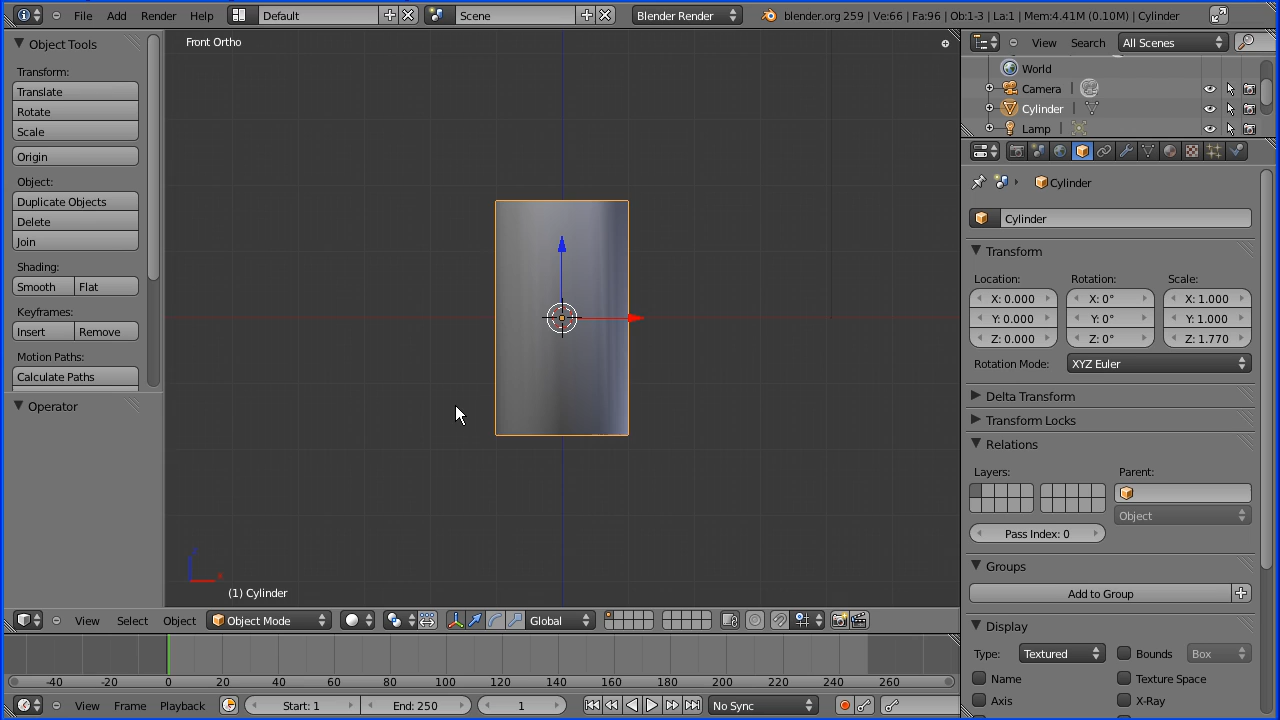 File Add Render Help Default Scene Blender Render blender.org 259 | Ve:66 | Fa:96 | Ob:1-3 | La:1 | Mem:4.41M (0.10M) | Cylinder
Object Tools
Transform:
Translate
Rotate
Scale
Origin
Object:
Duplicate Objects
Delete
Join
Shading:
Smooth Flat
Keyframes:
Insert Remove
Motion Paths:
Calculate Paths
Operator
Front Ortho
(1) Cylinder
View Select Object Object Mode Global
-40 -20 0 20 40 60 80 100 120 140 160 180 200 220 240 260
View Frame Playback Start: 1 End: 250 1 No Sync
View Search All Scenes
World
Camera
Cylinder
Lamp
Cylinder
Cylinder
Transform
Location: Rotation: Scale:
X: 0.000 X: 0° X: 1.000
Y: 0.000 Y: 0° Y: 1.000
Z: 0.000 Z: 0° Z: 1.770
Rotation Mode: XYZ Euler
Delta Transform
Transform Locks
Relations
Layers: Parent:
Object
Pass Index: 0
Groups
Add to Group
Display
Type: Textured Bounds Box
Name Texture Space
Axis X-Ray